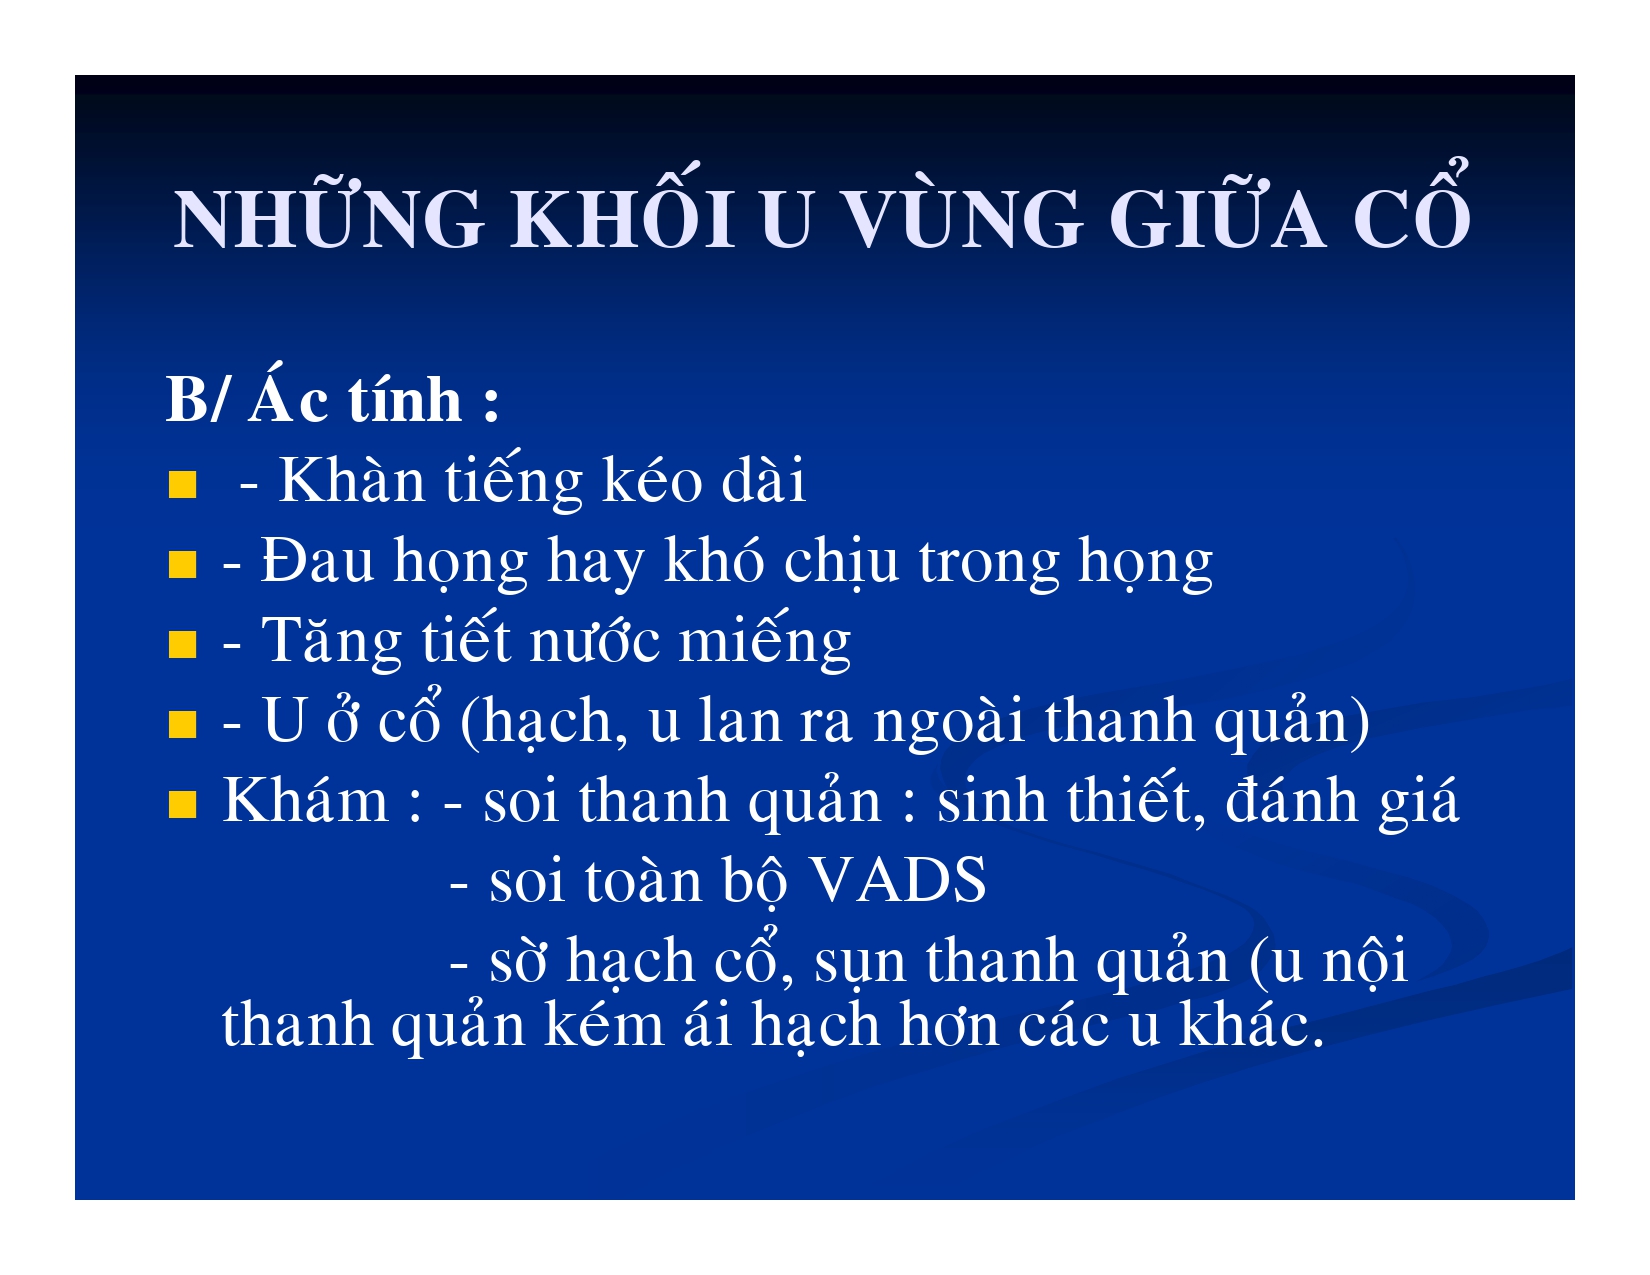 NHỮNG KHỐI U VÙNG GIỮA CỔ
B/ Ác tính :
- Khàn tiếng kéo dài
- Đau họng hay khó chịu trong họng
- Tăng tiết nước miếng
- U ở cổ (hạch, u lan ra ngoài thanh quản)
Khám : - soi thanh quản : sinh thiết, đánh giá
- soi toàn bộ VADS
- sờ hạch cổ, sụn thanh quản (u nội
thanh quản kém ái hạch hơn các u khác.